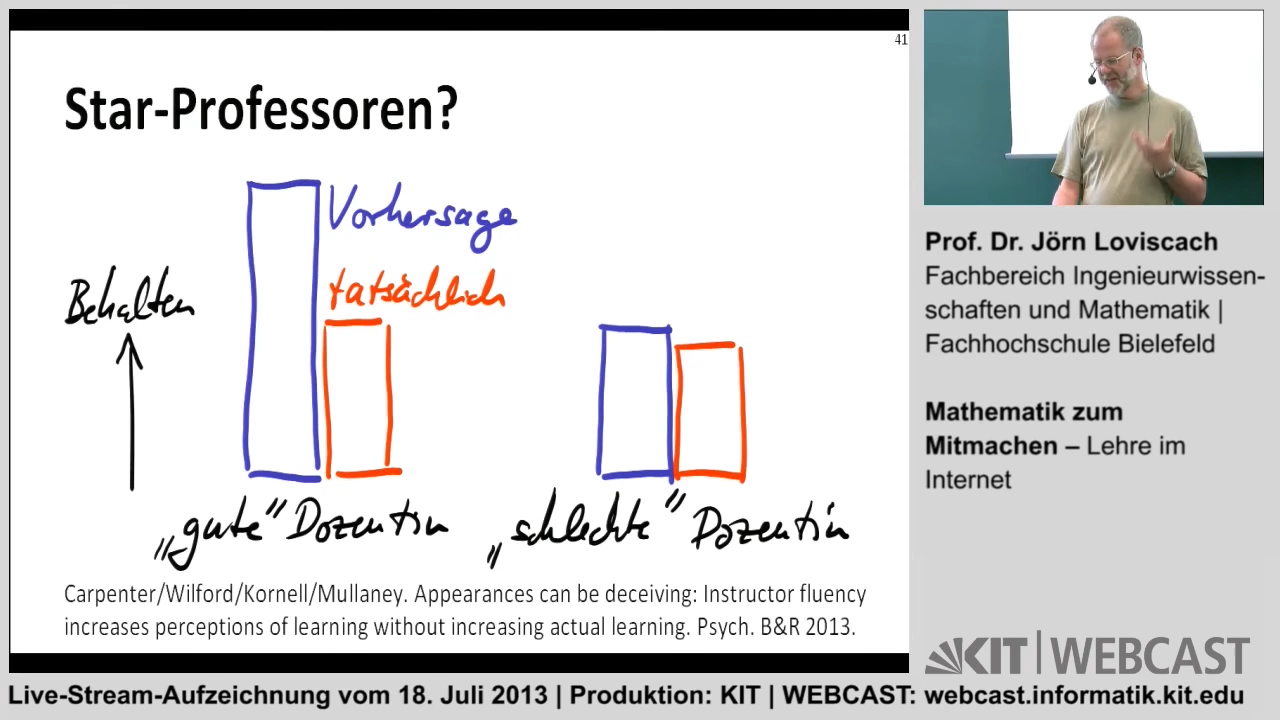 41
Star-Professoren?
Vorhersage
tatsächlich
Behalten
„gute" Dozentin
„schlechte" Dozentin
Carpenter/Wilford/Kornell/Mullaney. Appearances can be deceiving: Instructor fluency
increases perceptions of learning without increasing actual learning. Psych. B&R 2013.
Prof. Dr. Jörn Loviscach
Fachbereich Ingenieurwissen-
schaften und Mathematik |
Fachhochschule Bielefeld
Mathematik zum
Mitmachen – Lehre im
Internet
KIT | WEBCAST
Live-Stream-Aufzeichnung vom 18. Juli 2013 | Produktion: KIT | WEBCAST: webcast.informatik.kit.edu